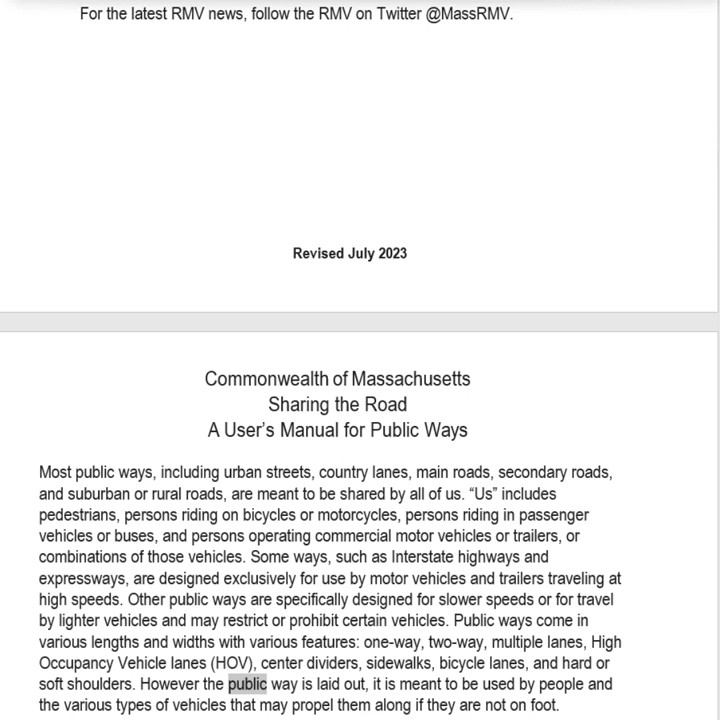 For the latest RMV news, follow the RMV on Twitter @MassRMV.
Revised July 2023
Commonwealth of Massachusetts
Sharing the Road
A User’s Manual for Public Ways
Most public ways, including urban streets, country lanes, main roads, secondary roads,
and suburban or rural roads, are meant to be shared by all of us. “Us” includes
pedestrians, persons riding on bicycles or motorcycles, persons riding in passenger
vehicles or buses, and persons operating commercial motor vehicles or trailers, or
combinations of those vehicles. Some ways, such as Interstate highways and
expressways, are designed exclusively for use by motor vehicles and trailers traveling at
high speeds. Other public ways are specifically designed for slower speeds or for travel
by lighter vehicles and may restrict or prohibit certain vehicles. Public ways come in
various lengths and widths with various features: one-way, two-way, multiple lanes, High
Occupancy Vehicle lanes (HOV), center dividers, sidewalks, bicycle lanes, and hard or
soft shoulders. However the public way is laid out, it is meant to be used by people and
the various types of vehicles that may propel them along if they are not on foot.